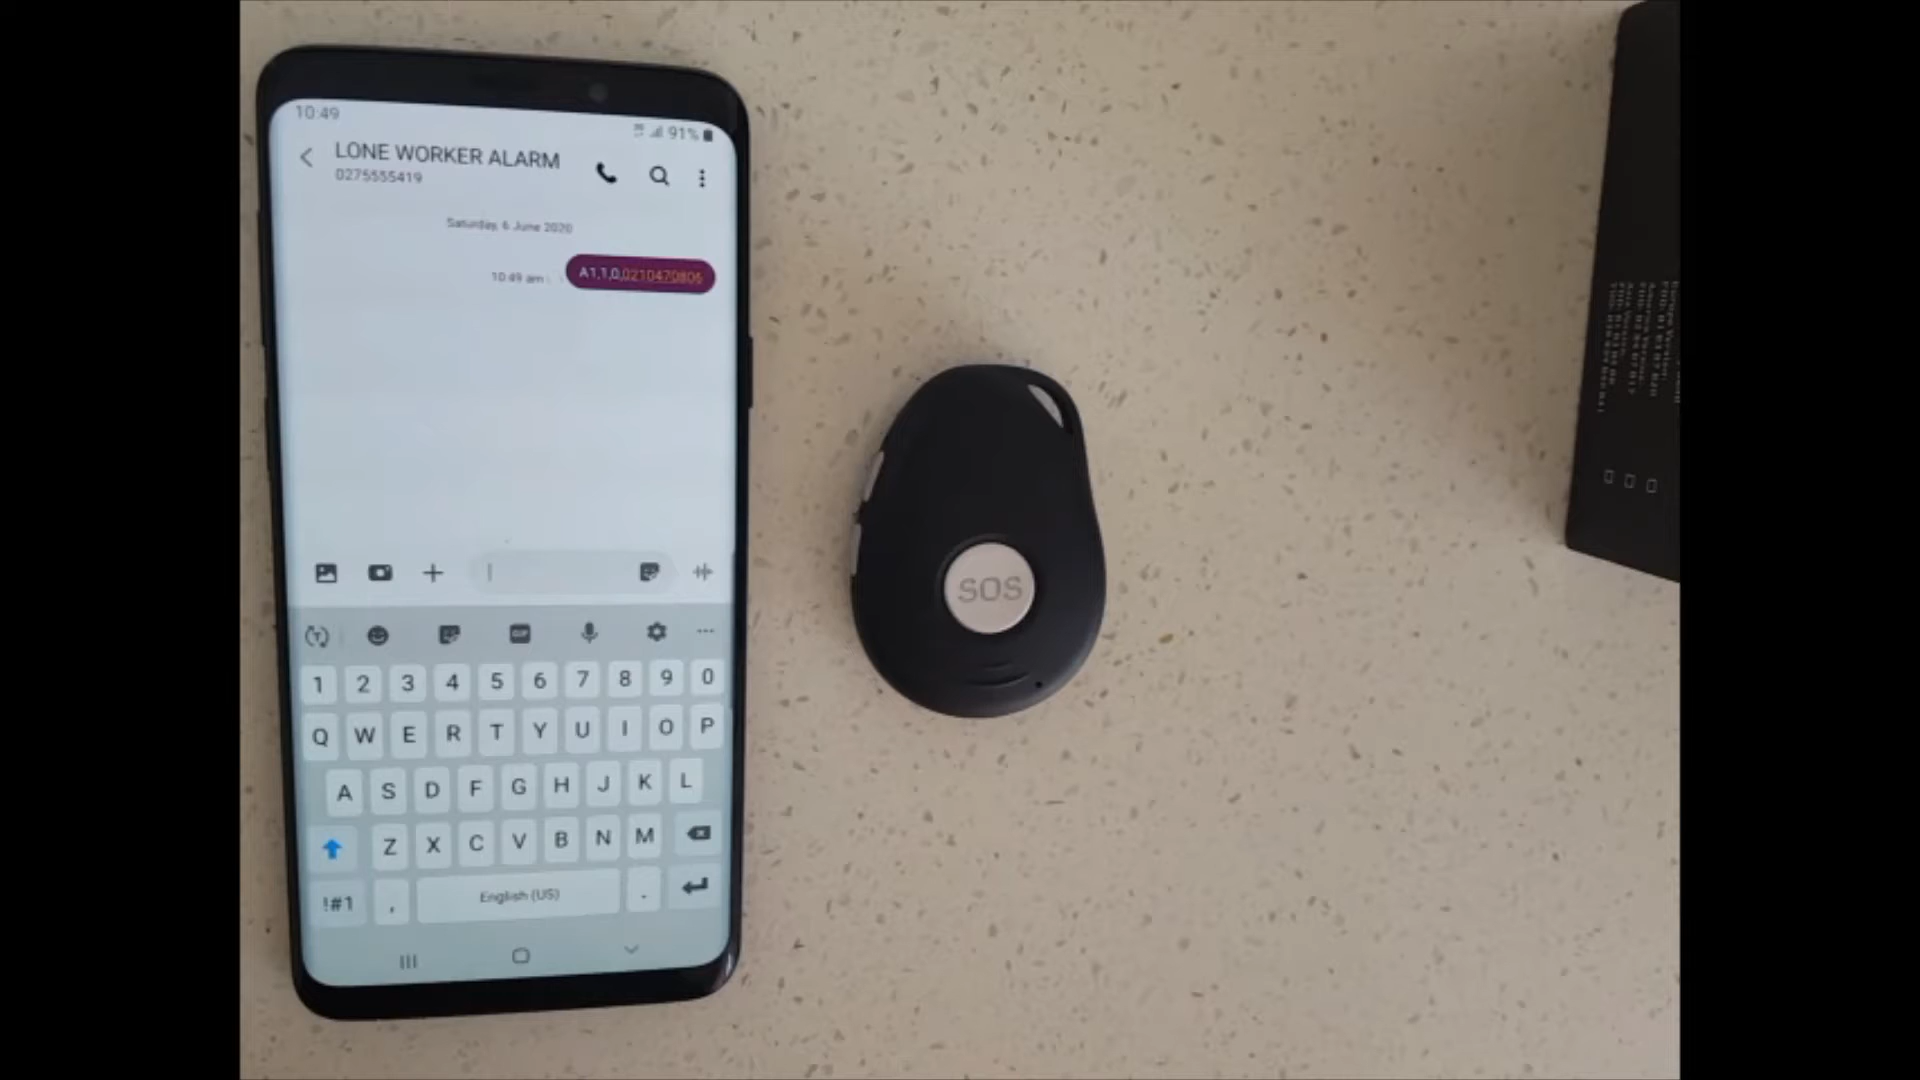 10:49
91%
LONE WORKER ALARM
0275555419
Saturday, 6 June 2020
10:49 am
A1,1,0,0210470806
GIF
1 2 3 4 5 6 7 8 9 0
Q W E R T Y U I O P
A S D F G H J K L
Z X C V B N M
!#1 , English (US) .
SOS